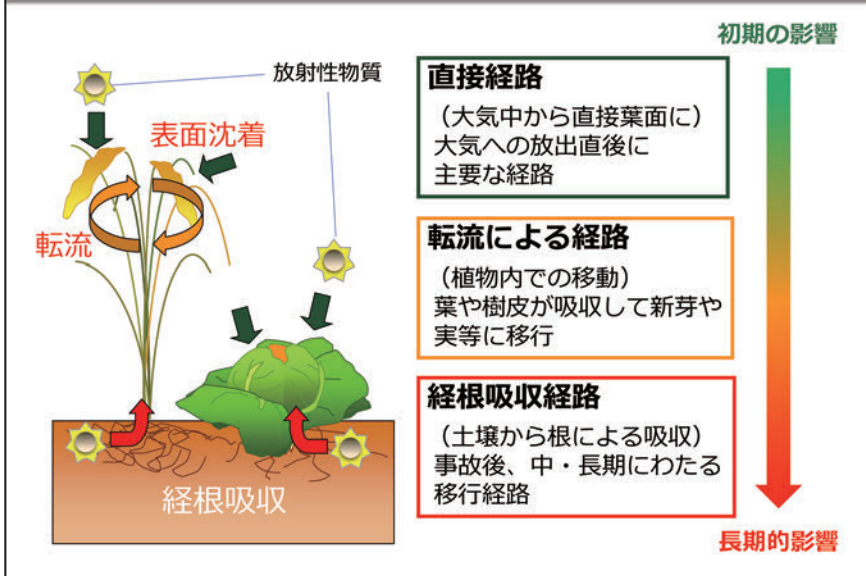 初期の影響
放射性物質
表面沈着
転流
経根吸収
直接経路
（大気中から直接葉面に）
大気への放出直後に
主要な経路
転流による経路
（植物内での移動）
葉や樹皮が吸収して新芽や
実等に移行
経根吸収経路
（土壌から根による吸収）
事故後、中・長期にわたる
移行経路
長期的影響